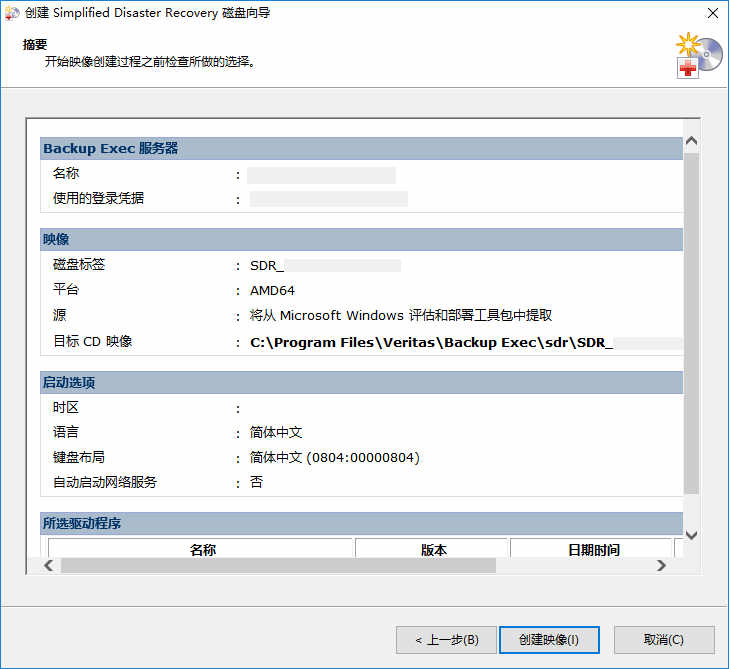 创建 Simplified Disaster Recovery 磁盘向导
摘要
开始映像创建过程之前检查所做的选择。
Backup Exec 服务器
名称 :
使用的登录凭据 :
映像
磁盘标签 : SDR_
平台 : AMD64
源 : 将从 Microsoft Windows 评估和部署工具包中提取
目标 CD 映像 : C:\Program Files\Veritas\Backup Exec\sdr\SDR_
启动选项
时区 :
语言 : 简体中文
键盘布局 : 简体中文 (0804:00000804)
自动启动网络服务 : 否
所选驱动程序
名称 版本 日期时间
< 上一步(B) 创建映像(I) 取消(C)